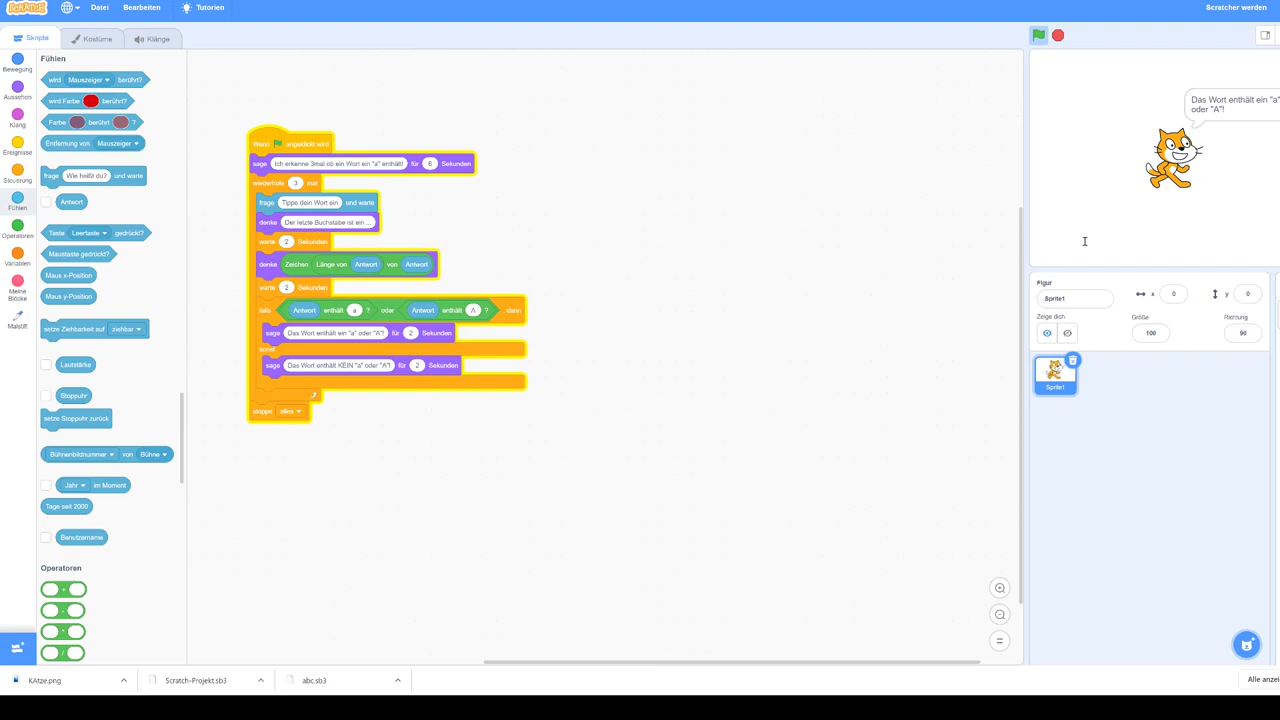 SCRATCH Datei Bearbeiten Tutorien Scratcher werden
Skripte Kostüme Klänge
Bewegung
Aussehen
Klang
Ereignisse
Steuerung
Fühlen
Operatoren
Variablen
Meine
Blöcke
Malstift
Fühlen
wird Mauszeiger berührt?
wird Farbe berührt?
Farbe berührt ?
Entfernung von Mauszeiger
frage Wie heißt du? und warte
Antwort
Taste Leertaste gedrückt?
Maustaste gedrückt?
Maus x-Position
Maus y-Position
setze Ziehbarkeit auf ziehbar
Lautstärke
Stoppuhr
setze Stoppuhr zurück
Bühnenbildnummer von Bühne
Jahr im Moment
Tage seit 2000
Benutzername
Operatoren
+
-
*
/
Wenn angeklickt wird
sage Ich erkenne 3mal ob ein Wort ein "a" enthält! für 6 Sekunden
wiederhole 3 mal
frage Tippe dein Wort ein und warte
denke Der letzte Buchstabe ist ein ...
warte 2 Sekunden
denke Zeichen Länge von Antwort von Antwort
warte 2 Sekunden
falls Antwort enthält a ? oder Antwort enthält A ? dann
sage Das Wort enthält ein "a" oder "A"! für 2 Sekunden
sonst
sage Das Wort enthält KEIN "a" oder "A"! für 2 Sekunden
stoppe alles
Das Wort enthält ein "a"
oder "A"!
Figur
Sprite1 x 0 y 0
Zeige dich Größe Richtung
100 90
Sprite1
KAtze.png Scratch-Projekt.sb3 abc.sb3 Alle anzei